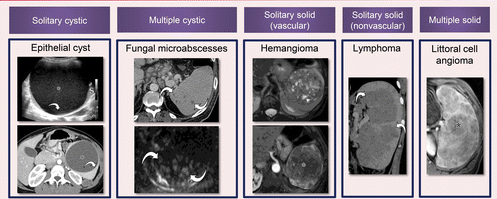 Solitary cystic
Multiple cystic
Solitary solid
(vascular)
Solitary solid
(nonvascular)
Multiple solid
Epithelial cyst
Fungal microabscesses
Hemangioma
Lymphoma
Littoral cell
angioma